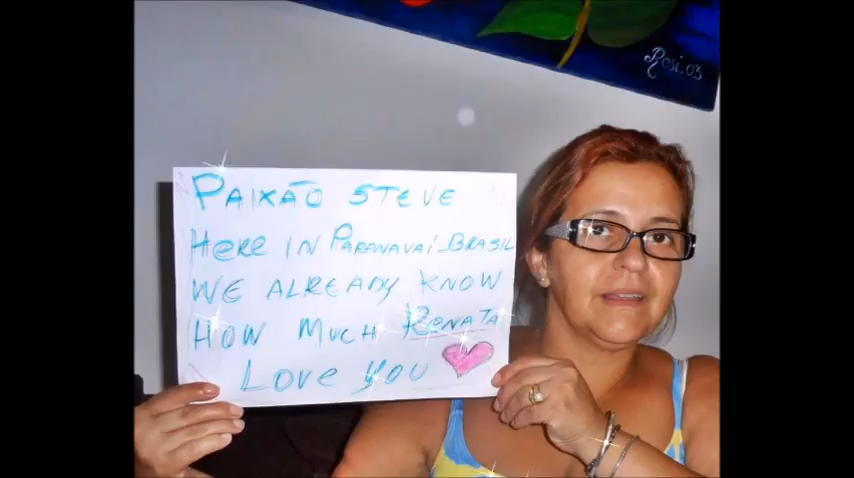 Rosi.03
PAIXÃO STEVE
HERE IN PARANAVAÍ BRASIL
WE ALREADY KNOW
HOW MUCH RENATA
LOVE YOU